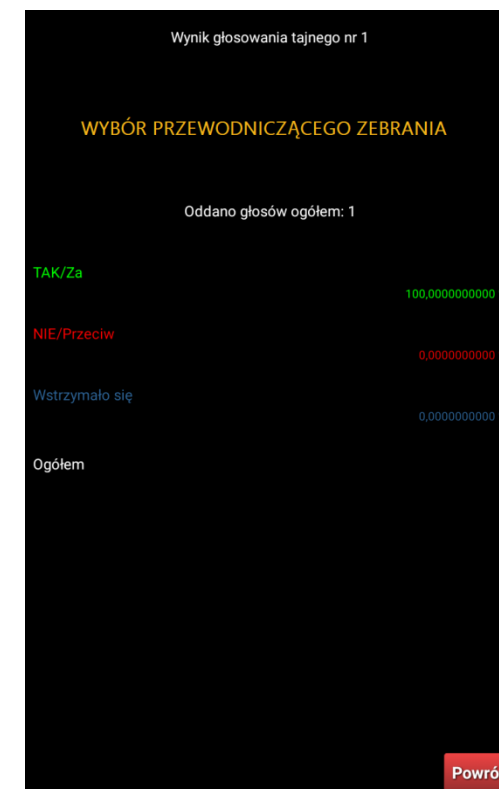 Wynik głosowania tajnego nr 1
WYBÓR PRZEWODNICZĄCEGO ZEBRANIA
Oddano głosów ogółem: 1
TAK/Za
100,0000000000
NIE/Przeciw
0,0000000000
Wstrzymało się
0,0000000000
Ogółem
Powró